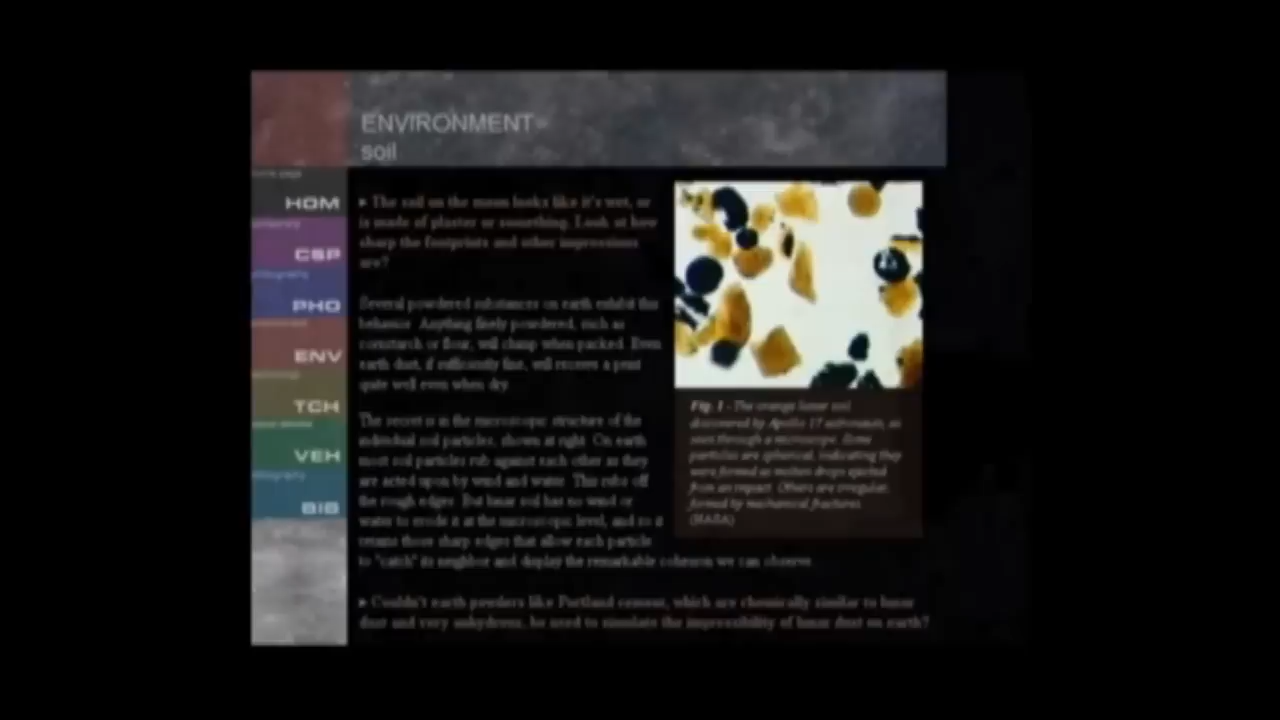 ENVIRONMENT
soil
HOM
CSP
PHO
ENV
TCH
VEH
BIB
▸ The soil on the moon looks like it's wet, or
is made of plaster or something. Look at how
sharp the footprints and other impressions
are?
Several powdered substances on earth exhibit this
behavior. Anything finely powdered, such as
cornstarch or flour, will clump when packed. Even
earth dust, if sufficiently fine, will receive a print
quite well even when dry.
The secret is in the microscopic structure of the
individual soil particles, shown at right. On earth
most soil particles rub against each other as they
are acted upon by wind and water. This rubs off
the rough edges. But lunar soil has no wind or
water to erode it at the microscopic level, and so it
retains those sharp edges that allow each particle
to "catch" its neighbor and display the remarkable cohesion we can observe.
Fig. 1 - The orange lunar soil
discovered by Apollo 17 astronauts, as
seen through a microscope. Some
particles are spherical, indicating they
were formed as molten drops ejected
from an impact. Others are irregular,
formed by mechanical fractures.
(NASA)
▸ Couldn't earth powders like Portland cement, which are chemically similar to lunar
dust and very anhydrous, be used to simulate the impressibility of lunar dust on earth?